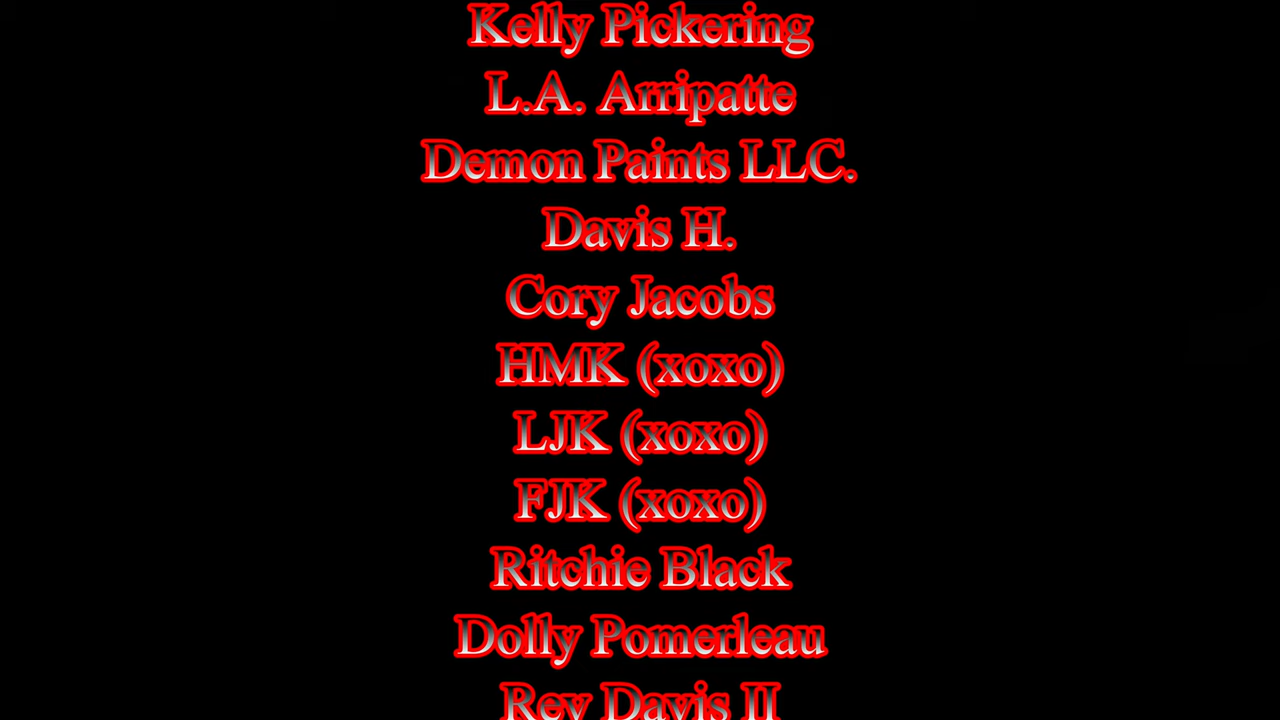 Kelly Pickering
L.A. Arripatte
Demon Paints LLC.
Davis H.
Cory Jacobs
HMK (xoxo)
LJK (xoxo)
FJK (xoxo)
Ritchie Black
Dolly Pomerleau
Rev Davis II